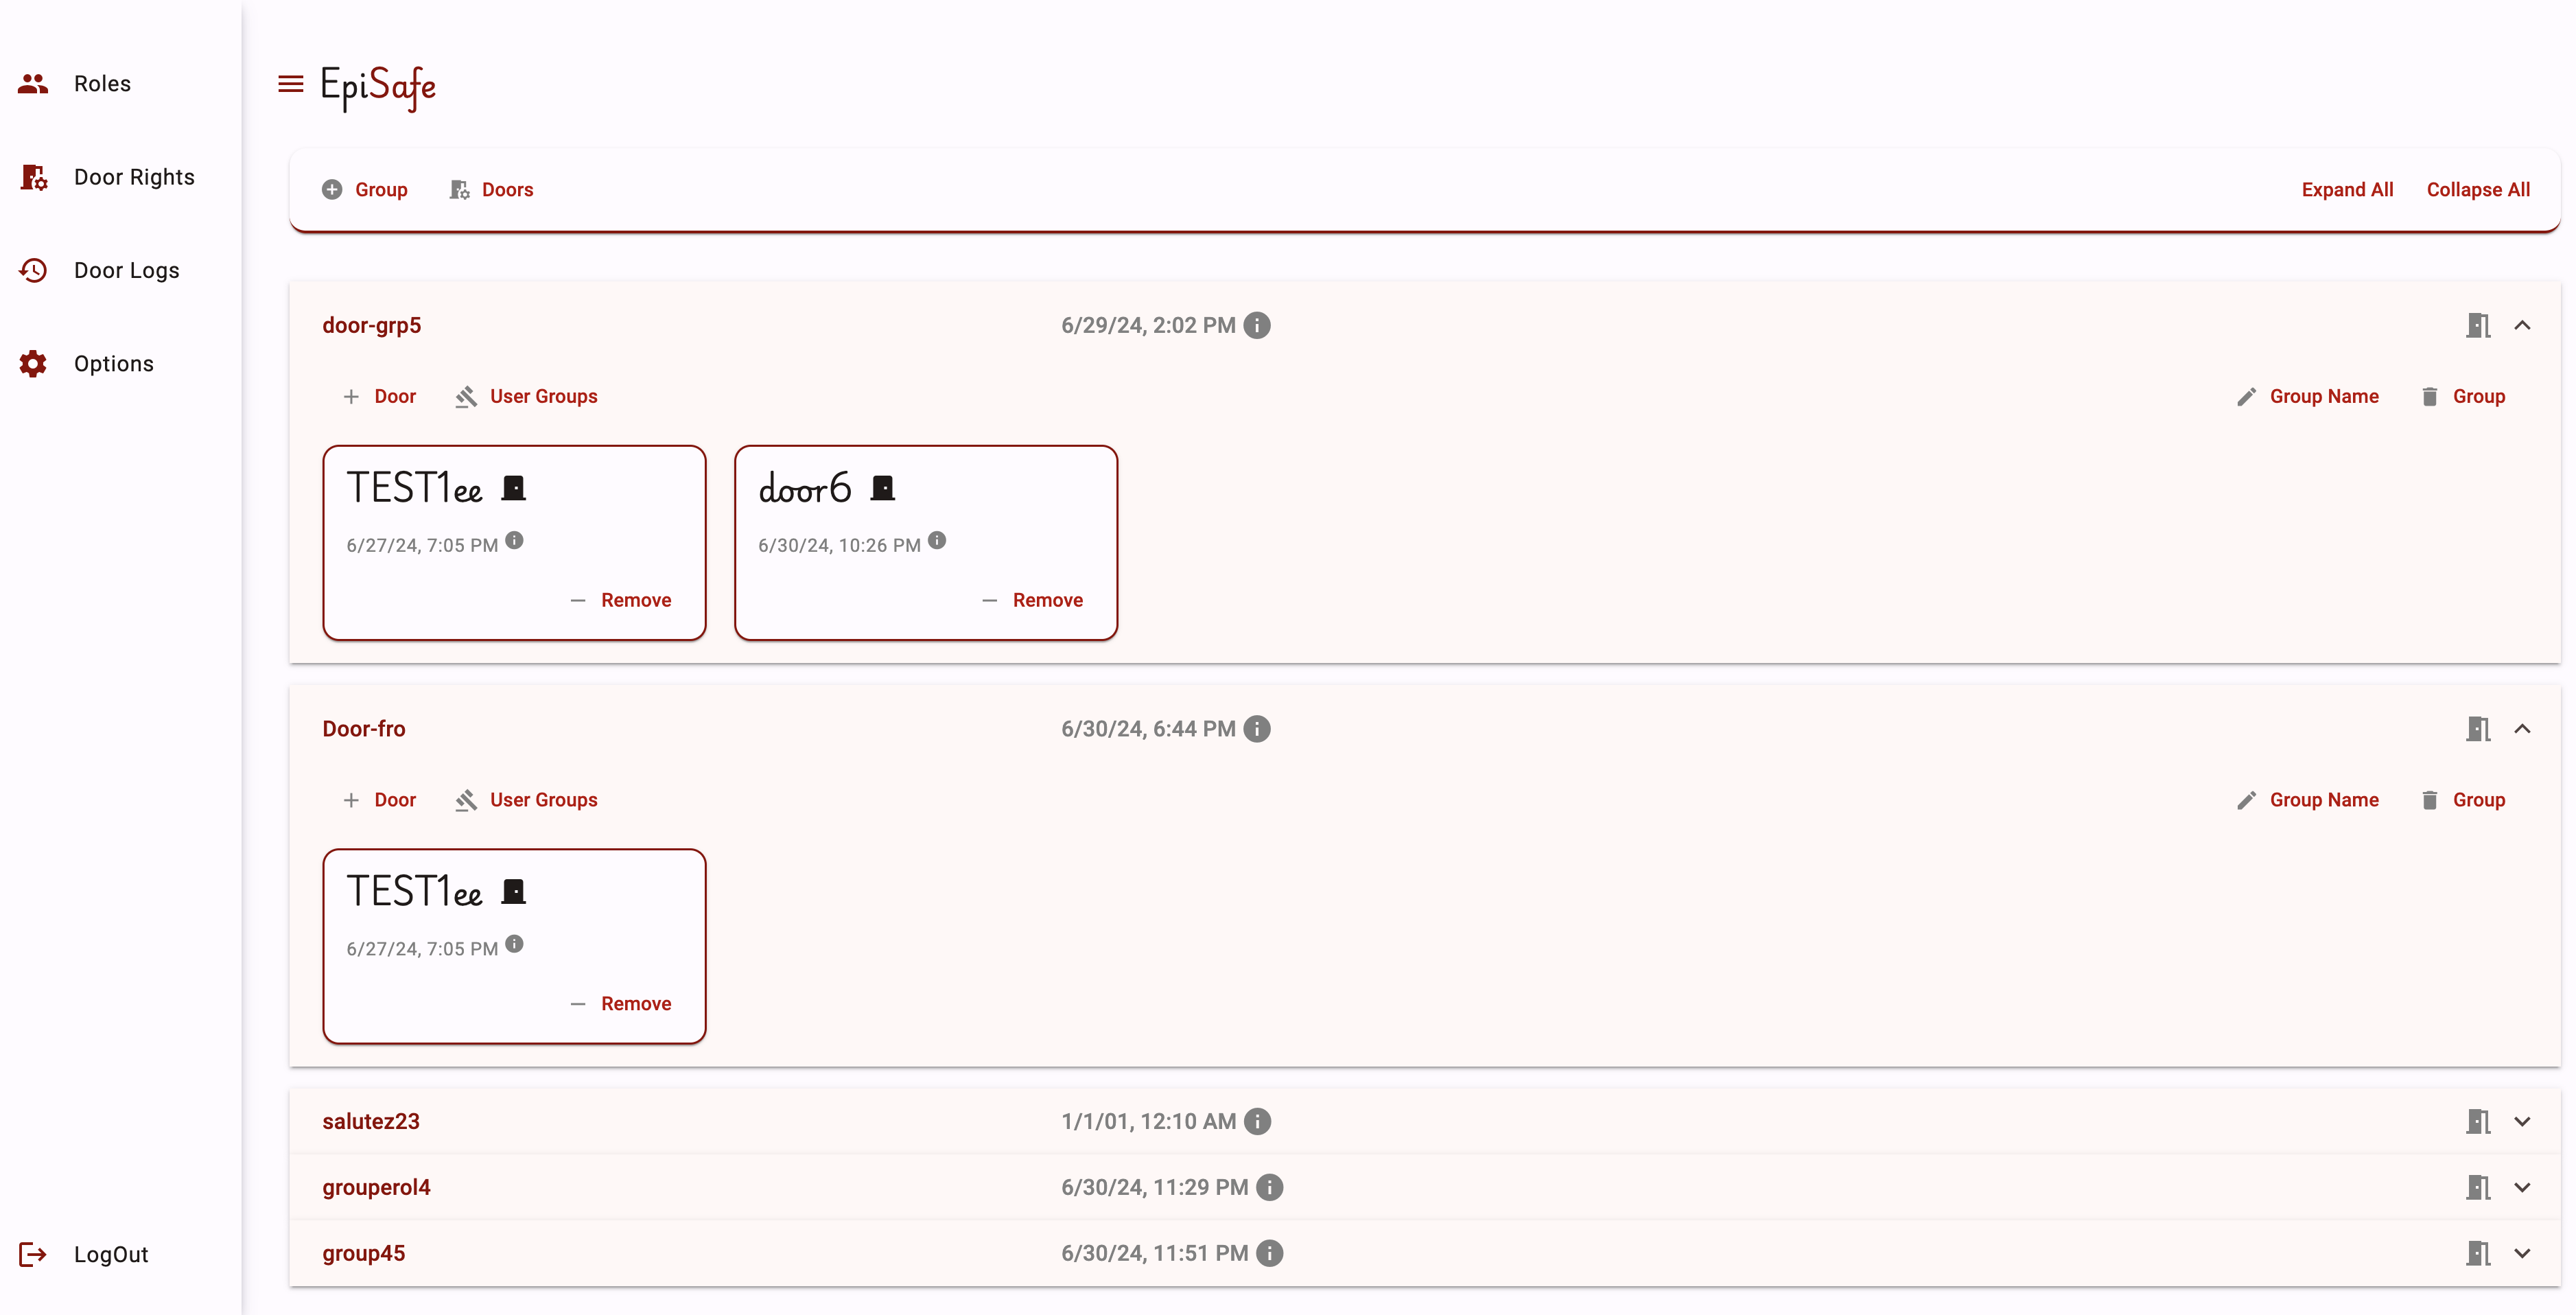 Roles
Door Rights
Door Logs
Options
LogOut
EpiSafe
Group Doors Expand All Collapse All
door-grp5 6/29/24, 2:02 PM
Door User Groups Group Name Group
TEST1ee door6
6/27/24, 7:05 PM 6/30/24, 10:26 PM
Remove Remove
Door-fro 6/30/24, 6:44 PM
Door User Groups Group Name Group
TEST1ee
6/27/24, 7:05 PM
Remove
salutez23 1/1/01, 12:10 AM
grouperol4 6/30/24, 11:29 PM
group45 6/30/24, 11:51 PM